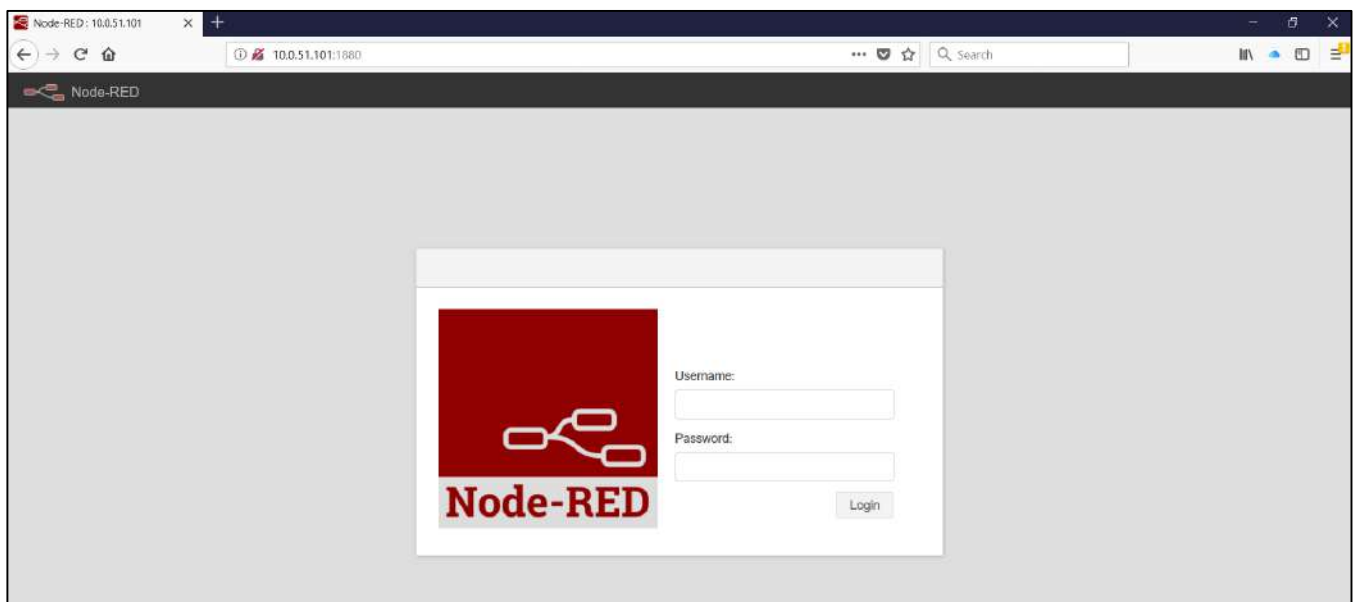 Node-RED : 10.0.51.101
10.0.51.101:1880
Search
Node-RED
Username:
Password:
Node-RED
Login